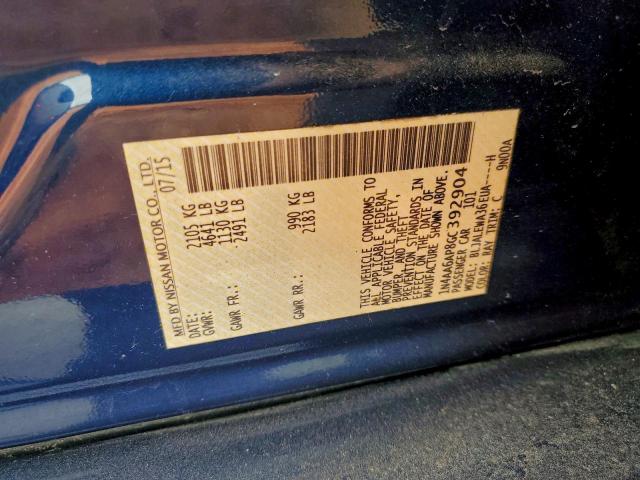 MFD BY NISSAN MOTOR CO., LTD.
07/15
GVWR: 2105 KG
4641 LB
GAWR FR.: 1130 KG
2491 LB
GAWR RR.: 990 KG
2183 LB
THIS VEHICLE CONFORMS TO
ALL APPLICABLE FEDERAL
MOTOR VEHICLE SAFETY,
BUMPER, AND THEFT
PREVENTION STANDARDS IN
EFFECT ON THE DATE OF
MANUFACTURE SHOWN ABOVE.
1N4AA6AP8GC392904
PASSENGER CAR 101
MODEL: BLJNLEWA36EUA----H
COLOR: RAY TRIM: C 9N00A